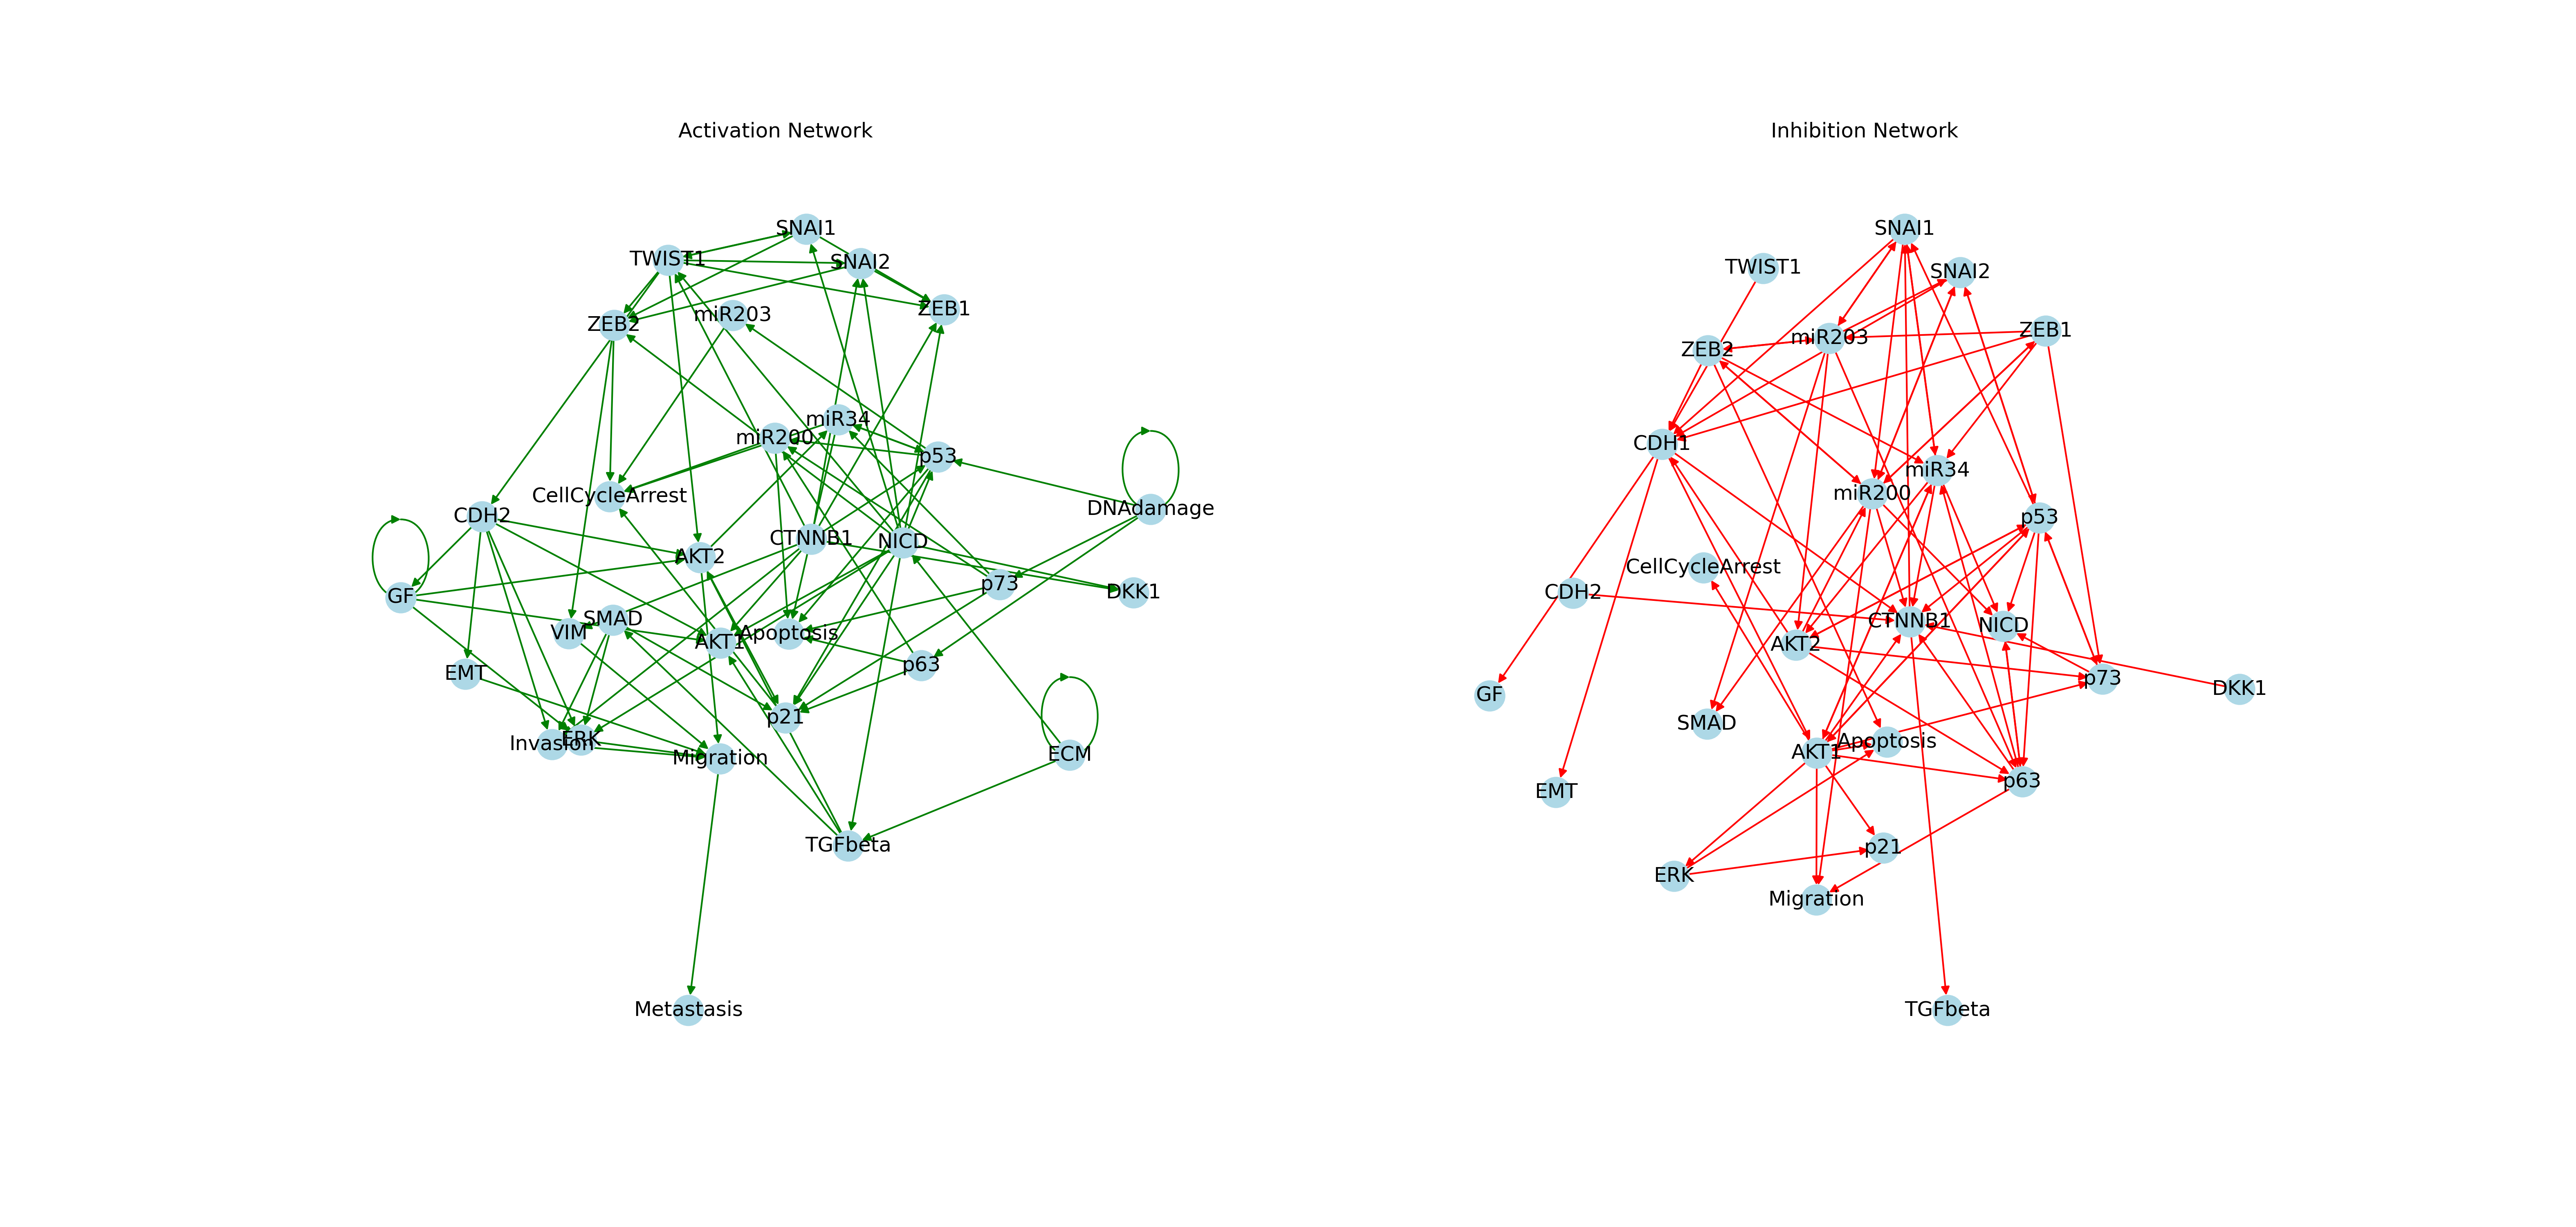 Activation Network
SNAI1
TWIST1
SNAI2
ZEB1
miR203
ZEB2
miR34
miR200
p53
CellCycleArrest
DNAdamage
CDH2
CTNNB1
NICD
AKT2
p73
DKK1
GF
SMAD
VIM
Apoptosis
AKT1
p63
EMT
p21
Invasion
ERK
ECM
Migration
TGFbeta
Metastasis
Inhibition Network
SNAI1
TWIST1
SNAI2
ZEB1
miR203
ZEB2
CDH1
miR34
miR200
p53
CellCycleArrest
CDH2
CTNNB1
NICD
AKT2
p73
DKK1
GF
SMAD
Apoptosis
AKT1
p63
EMT
p21
ERK
Migration
TGFbeta